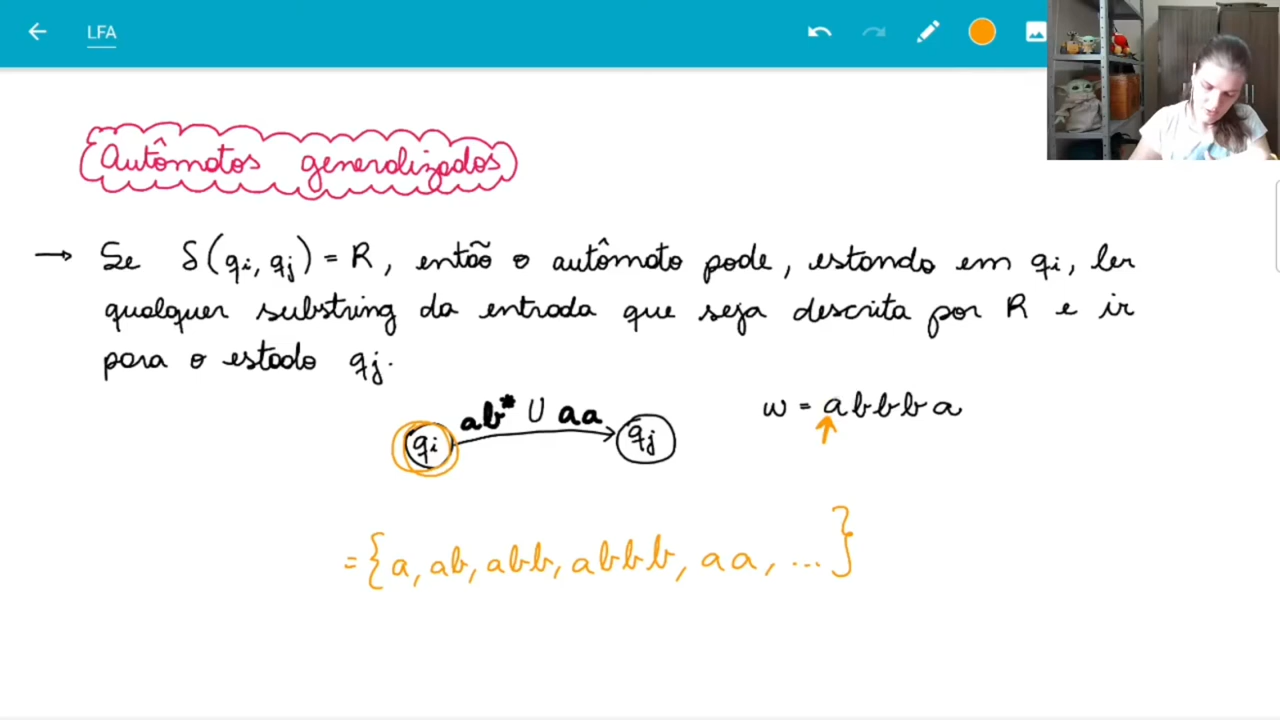 LFA
Autômatos generalizados
→ Se δ(qi, qj) = R, então o autômato pode, estando em qi, ler
qualquer substring da entrada que seja descrita por R e ir
para o estado qj.
ab* U aa
qi
qj
w = abbba
= {a, ab, abb, abbb, aa, ...}